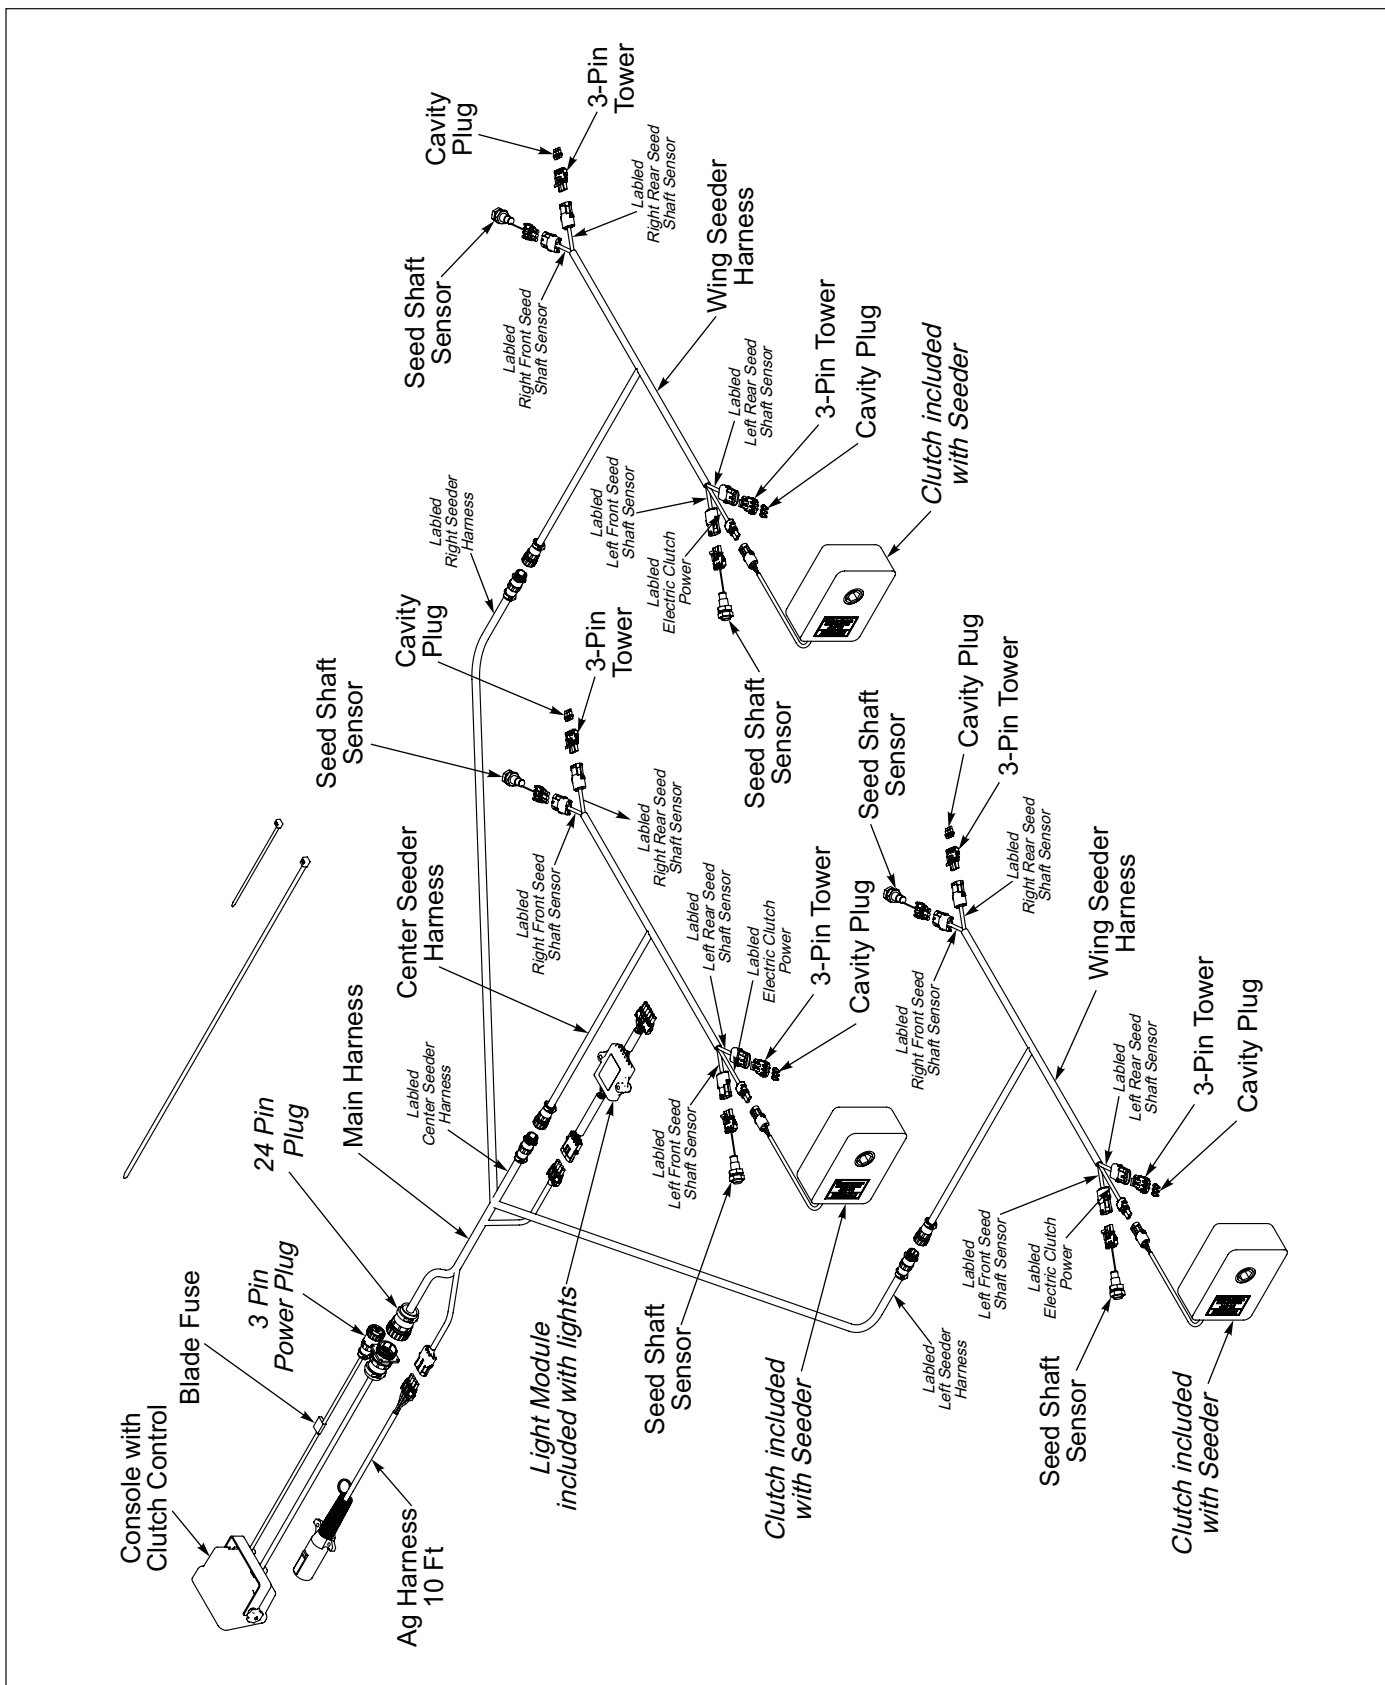 Console with
Clutch Control
Blade Fuse
3 Pin
Power Plug
24 Pin
Plug
Main Harness
Center Seeder
Harness
Seed Shaft
Sensor
Cavity
Plug
3-Pin
Tower
Seed Shaft
Sensor
Cavity
Plug
3-Pin
Tower
Labled
Right Front Seed
Shaft Sensor
Labled
Right Rear Seed
Shaft Sensor
Wing Seeder
Harness
Labled
Right Seeder
Harness
Labled
Left Front Seed
Shaft Sensor
Labled
Electric Clutch
Power
Labled
Left Rear Seed
Shaft Sensor
3-Pin Tower
Cavity Plug
Clutch included
with Seeder
Seed Shaft
Sensor
Labled
Center Seeder
Harness
Labled
Right Front Seed
Shaft Sensor
Labled
Right Rear Seed
Shaft Sensor
Labled
Left Rear Seed
Shaft Sensor
Labled
Electric Clutch
Power
3-Pin Tower
Cavity Plug
Labled
Left Front Seed
Shaft Sensor
Ag Harness
10 Ft
Light Module
included with lights
Seed Shaft
Sensor
Clutch included
with Seeder
Seed Shaft
Sensor
Cavity Plug
3-Pin Tower
Labled
Right Front Seed
Shaft Sensor
Labled
Right Rear Seed
Shaft Sensor
Wing Seeder
Harness
Labled
Left Seeder
Harness
Labled
Left Front Seed
Shaft Sensor
Labled
Electric Clutch
Power
Labled
Left Rear Seed
Shaft Sensor
3-Pin Tower
Cavity Plug
Seed Shaft
Sensor
Clutch included
with Seeder